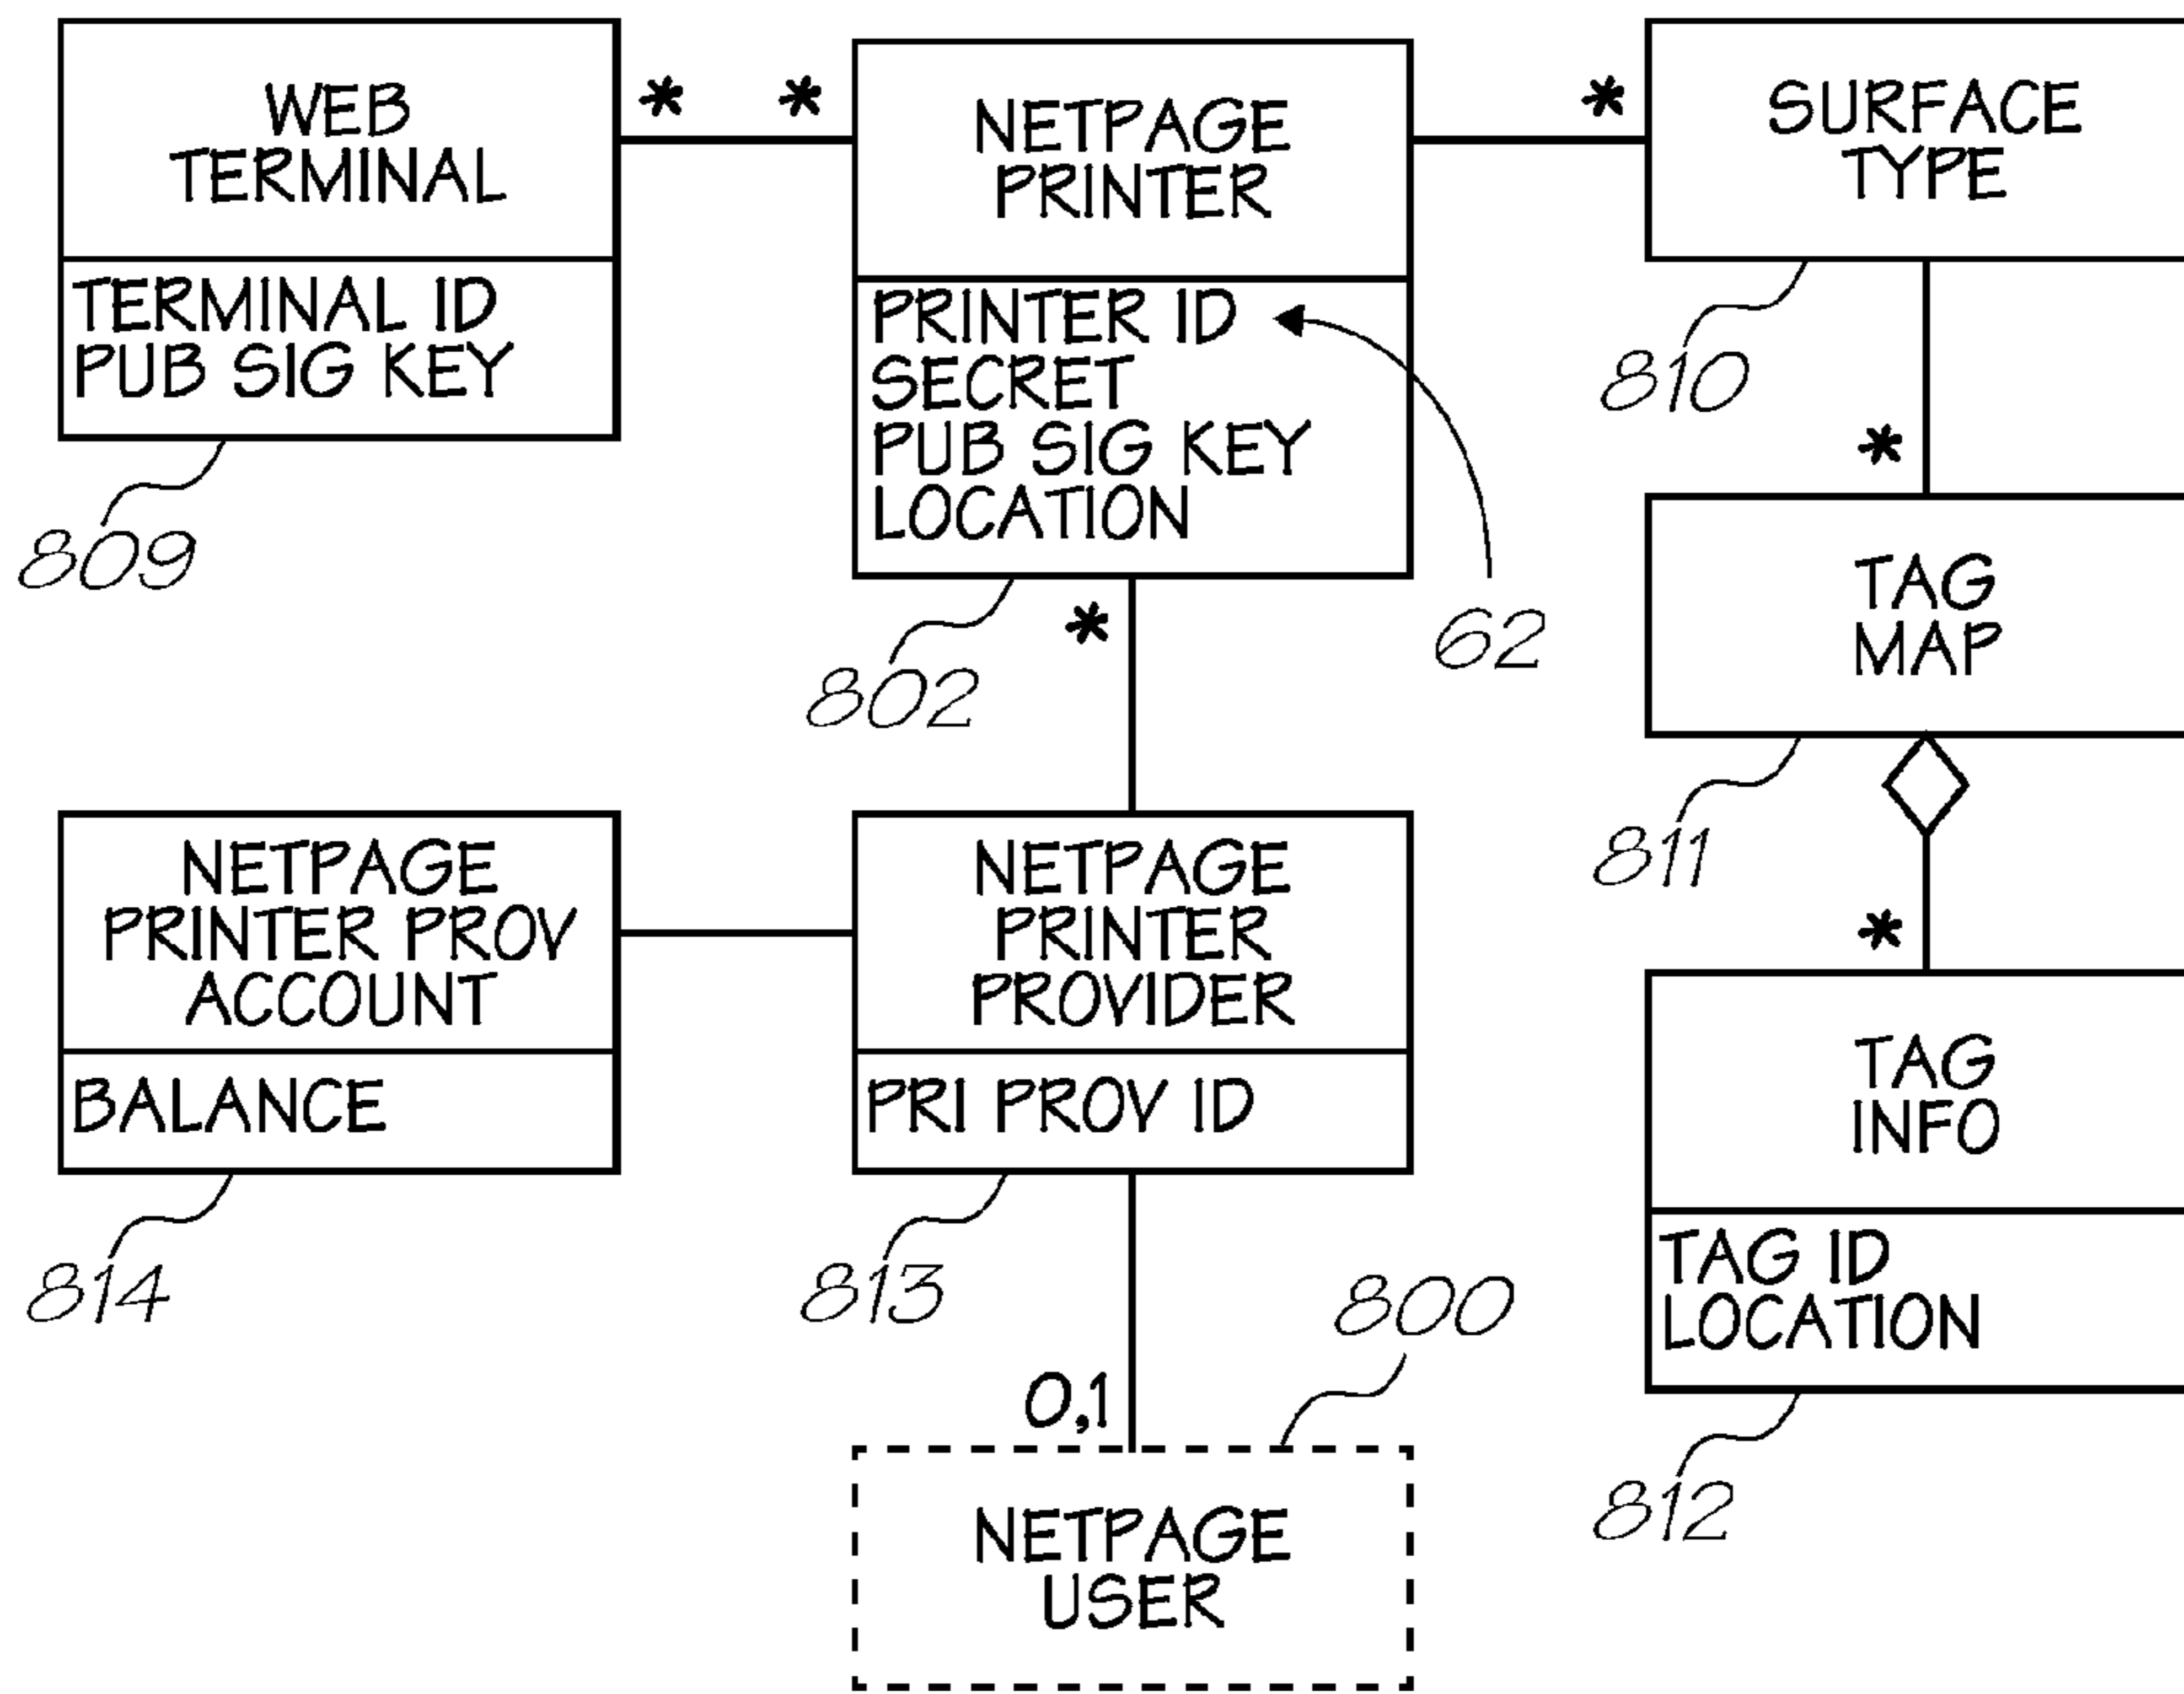 WEB
TERMINAL
TERMINAL ID
PUB SIG KEY
809
*
*
NETPAGE
PRINTER
PRINTER ID
SECRET
PUB SIG KEY
LOCATION
62
802
*
*
SURFACE
TYPE
810
*
TAG
MAP
811
*
TAG
INFO
TAG ID
LOCATION
812
NETPAGE
PRINTER PROV
ACCOUNT
BALANCE
814
NETPAGE
PRINTER
PROVIDER
PRI PROV ID
813
800
0,1
NETPAGE
USER